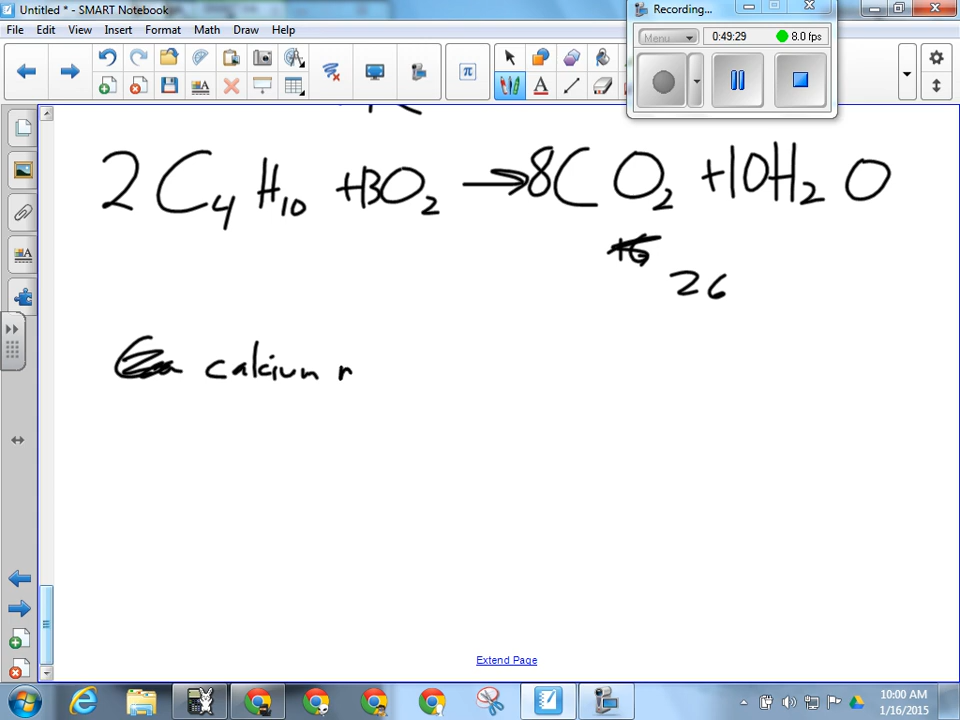 Untitled * - SMART Notebook
Recording...
File Edit View Insert Format Math Draw Help
Menu 0:49:29 8.0 fps
π A
2C₄H₁₀ + 13O₂ → 8CO₂ + 10H₂O
16
26
calcium n
Extend Page
10:00 AM
1/16/2015